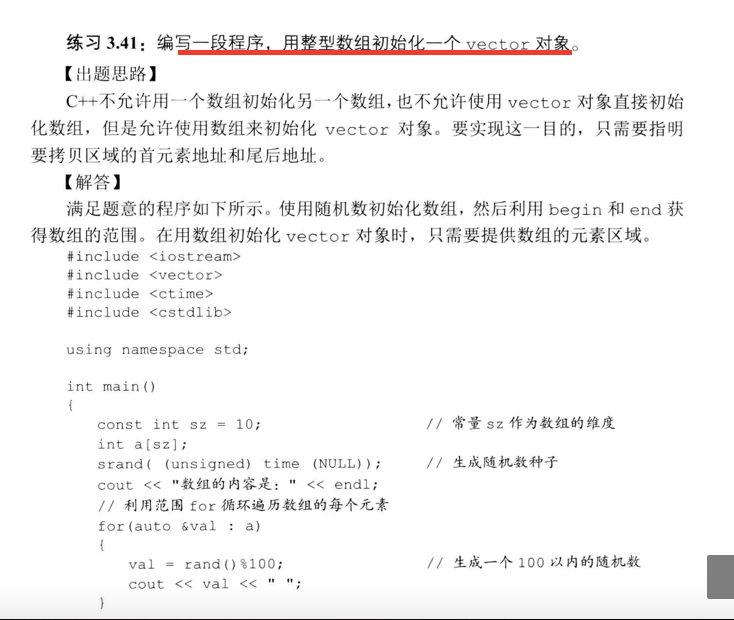 练习 3.41：编写一段程序，用整型数组初始化一个 vector 对象。
【出题思路】
C++不允许用一个数组初始化另一个数组，也不允许使用 vector 对象直接初始
化数组，但是允许使用数组来初始化 vector 对象。要实现这一目的，只需要指明
要拷贝区域的首元素地址和尾后地址。
【解答】
满足题意的程序如下所示。使用随机数初始化数组，然后利用 begin 和 end 获
得数组的范围。在用数组初始化 vector 对象时，只需要提供数组的元素区域。
#include <iostream>
#include <vector>
#include <ctime>
#include <cstdlib>
using namespace std;
int main()
{
const int sz = 10; // 常量 sz 作为数组的维度
int a[sz];
srand( (unsigned) time (NULL)); // 生成随机数种子
cout << "数组的内容是：" << endl;
// 利用范围 for 循环遍历数组的每个元素
for(auto &val : a)
{
val = rand()%100; // 生成一个 100 以内的随机数
cout << val << " ";
}